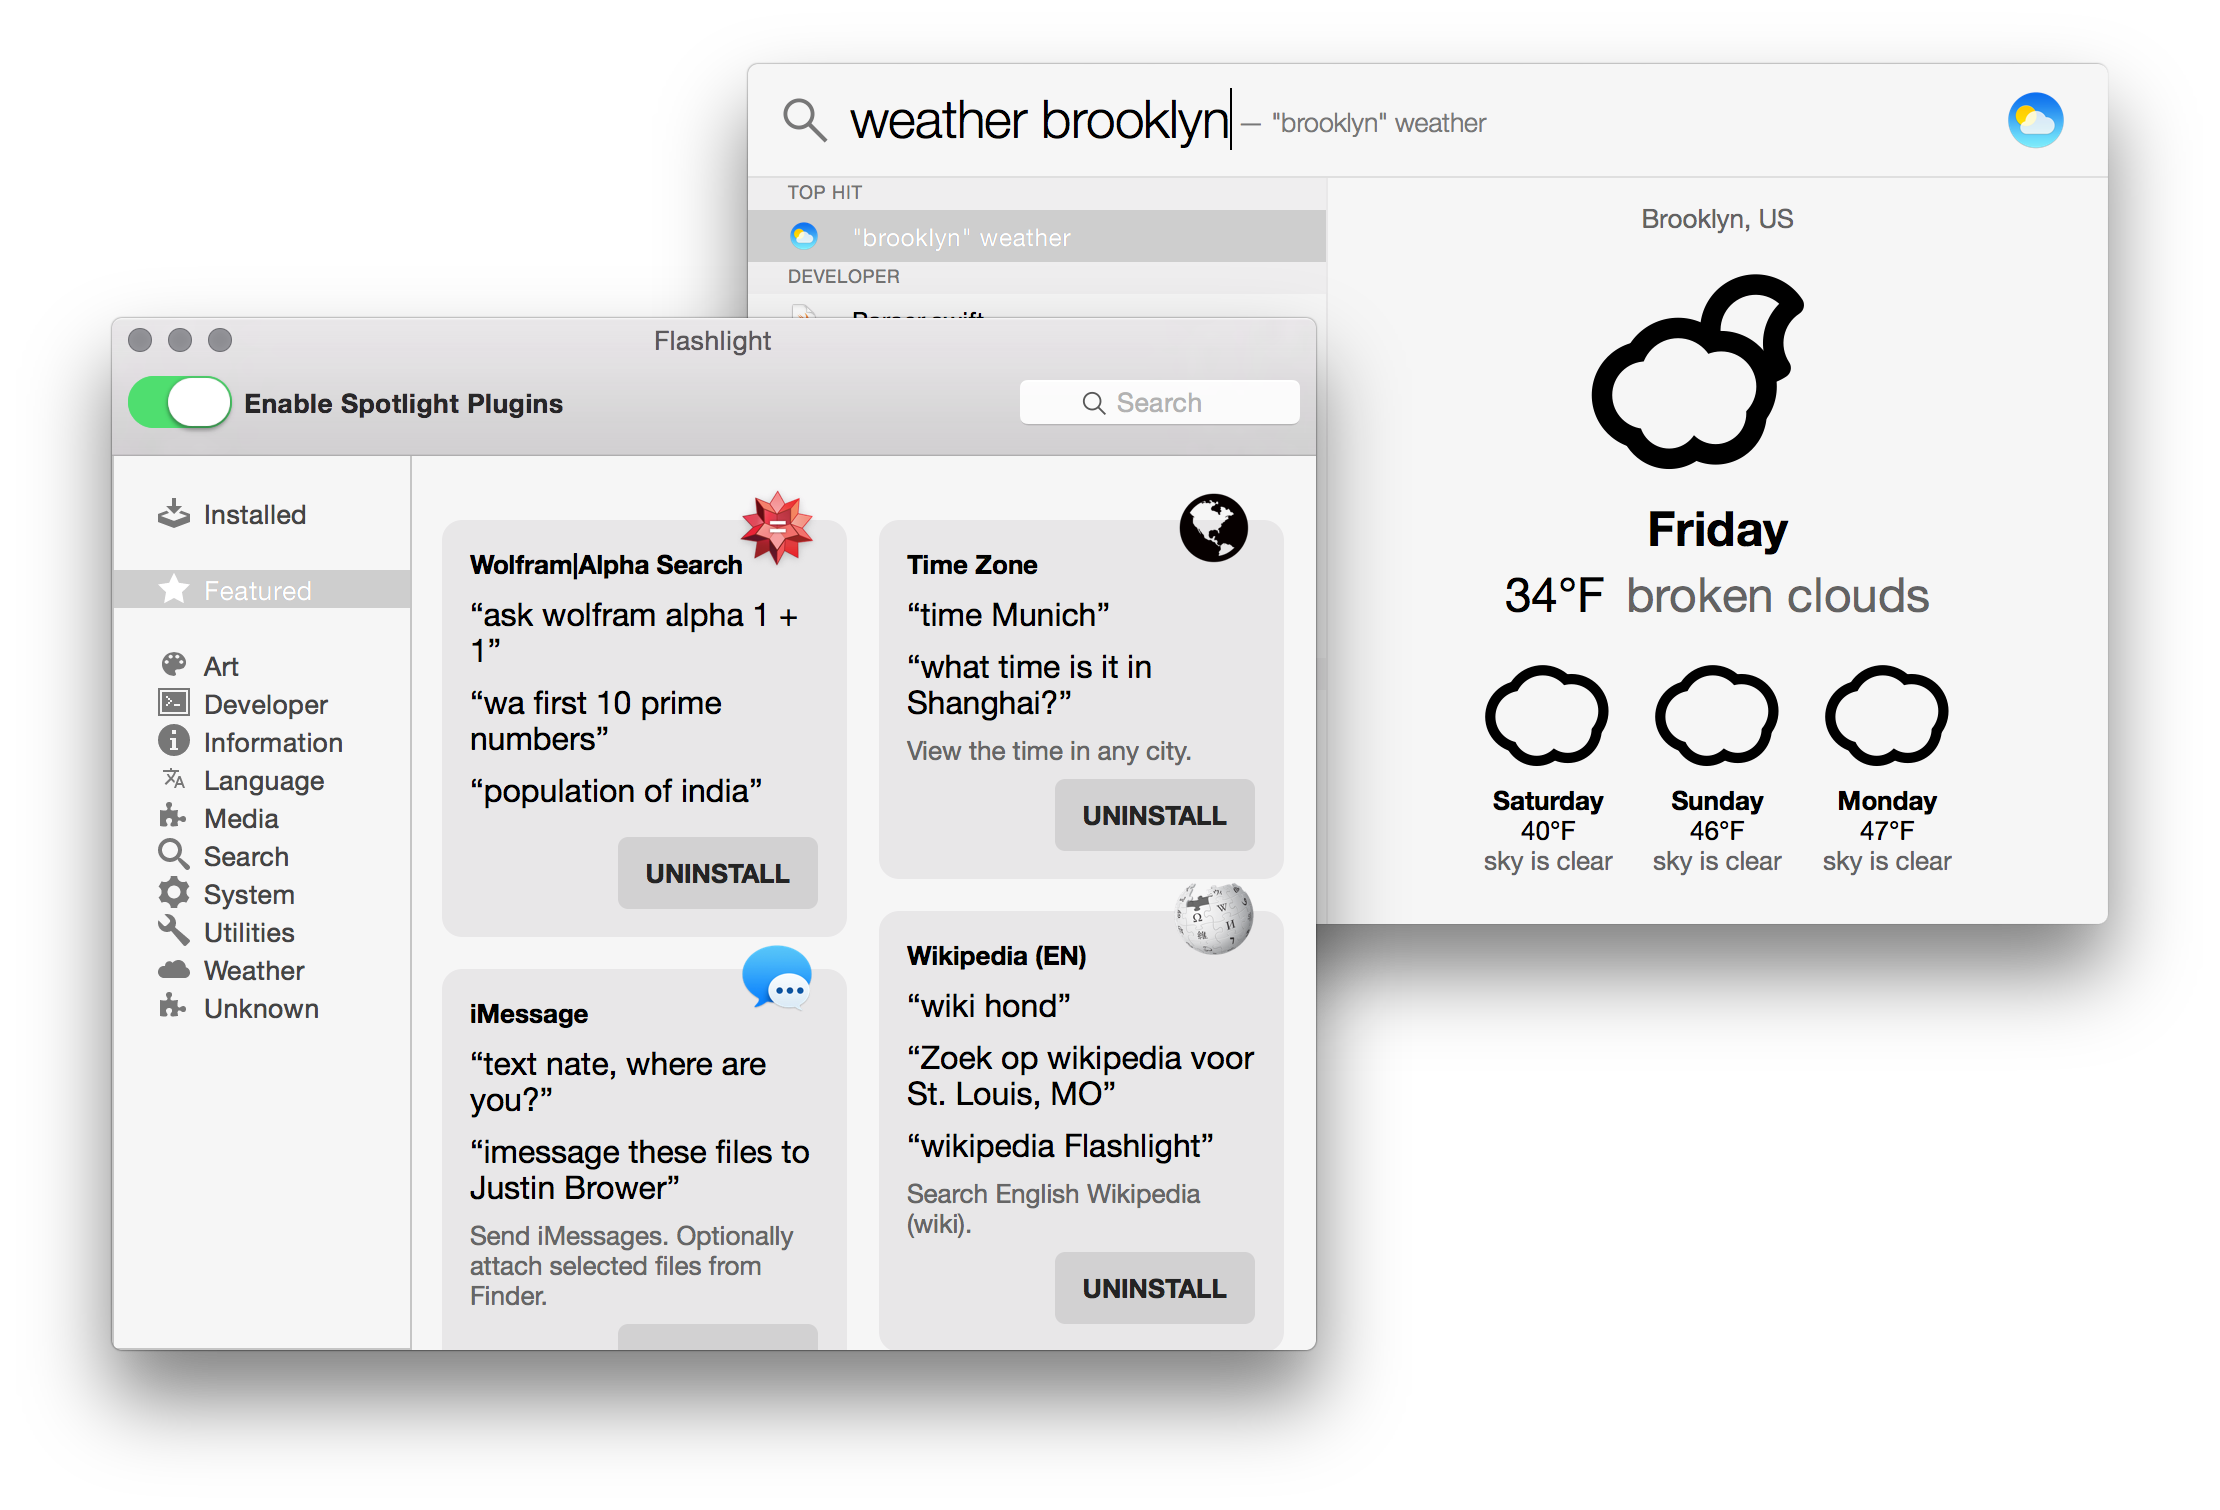 weather brooklyn — "brooklyn" weather
TOP HIT
"brooklyn" weather
DEVELOPER
Parser.swift
Brooklyn, US
Friday
34°F broken clouds
Saturday
40°F
sky is clear
Sunday
46°F
sky is clear
Monday
47°F
sky is clear
Flashlight
Enable Spotlight Plugins
Search
Installed
Featured
Art
Developer
Information
Language
Media
Search
System
Utilities
Weather
Unknown
Wolfram|Alpha Search
“ask wolfram alpha 1 +
1”
“wa first 10 prime
numbers”
“population of india”
UNINSTALL
iMessage
“text nate, where are
you?”
“imessage these files to
Justin Brower”
Send iMessages. Optionally
attach selected files from
Finder.
Time Zone
“time Munich”
“what time is it in
Shanghai?”
View the time in any city.
UNINSTALL
Wikipedia (EN)
“wiki hond”
“Zoek op wikipedia voor
St. Louis, MO”
“wikipedia Flashlight”
Search English Wikipedia
(wiki).
UNINSTALL